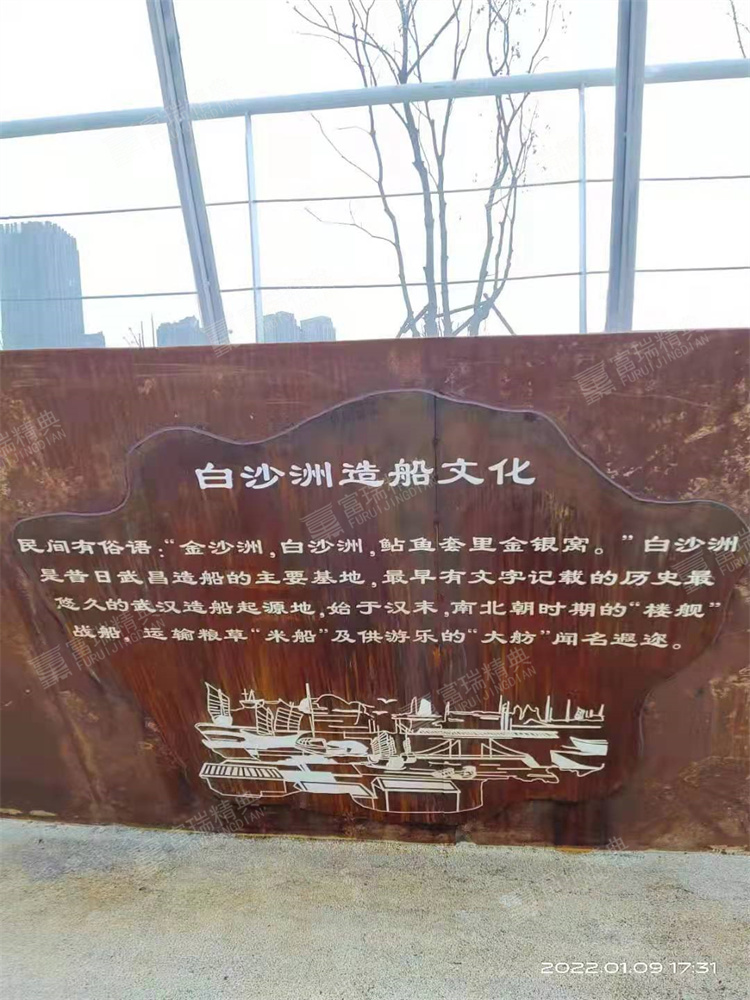 白沙洲造船文化
民间有俗语:“金沙洲,白沙洲,鲇鱼套里金银窝。”白沙洲
是昔日武昌造船的主要基地,最早有文字记载的历史最
悠久的武汉造船起源地,始于汉末,南北朝时期的“楼舰”
战船,运输粮草“米船”及供游乐的“大舫”闻名遐迩。
富瑞精典
FURUIJINGDIAN
2022.01.09 17:31